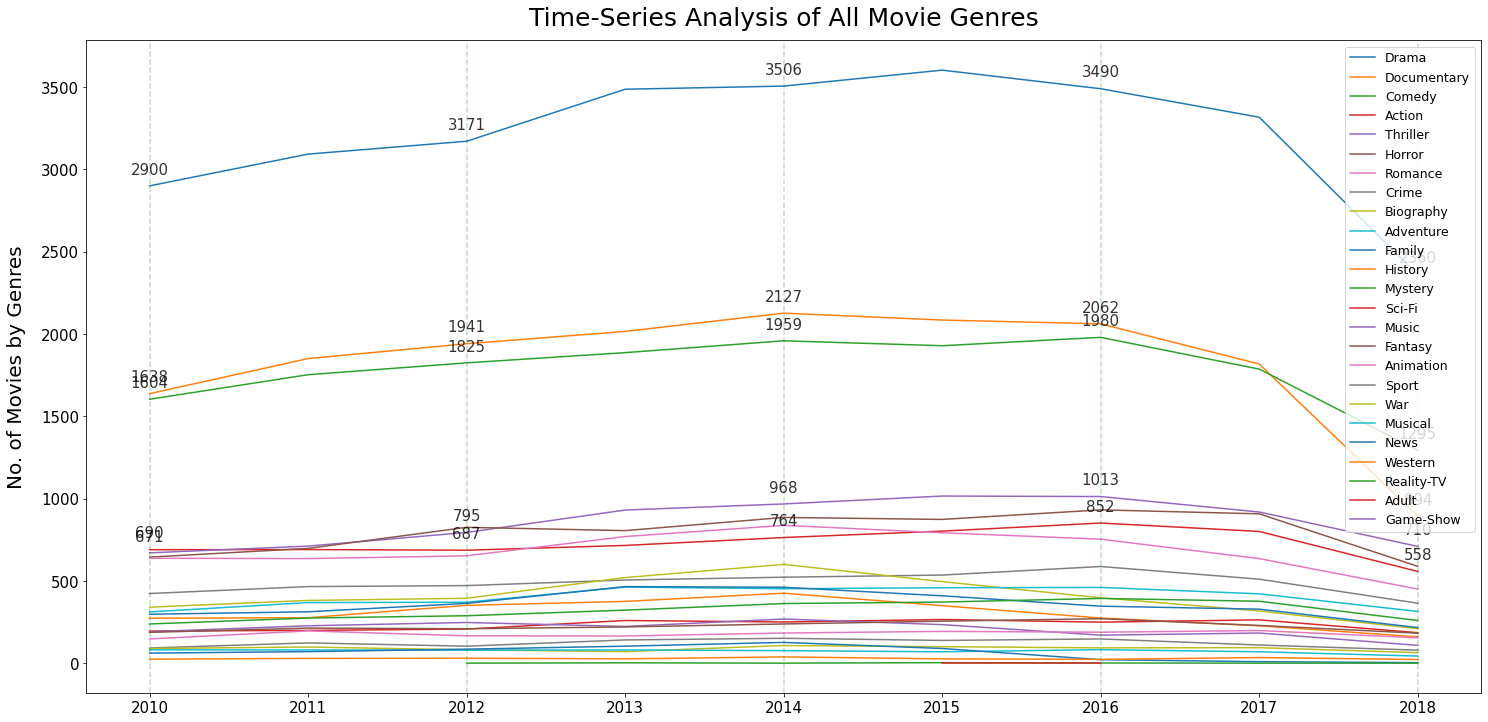 Time-Series Analysis of All Movie Genres
No. of Movies by Genres
3500
3000
2500
2000
1500
1000
500
0
2900
3171
3506
3490
1638
1604
1941
1825
2127
1959
2062
1980
1295
690
671
795
687
968
764
1013
852
894
710
558
2010
2011
2012
2013
2014
2015
2016
2017
2018
Drama
Documentary
Comedy
Action
Thriller
Horror
Romance
Crime
Biography
Adventure
Family
History
Mystery
Sci-Fi
Music
Fantasy
Animation
Sport
War
Musical
News
Western
Reality-TV
Adult
Game-Show